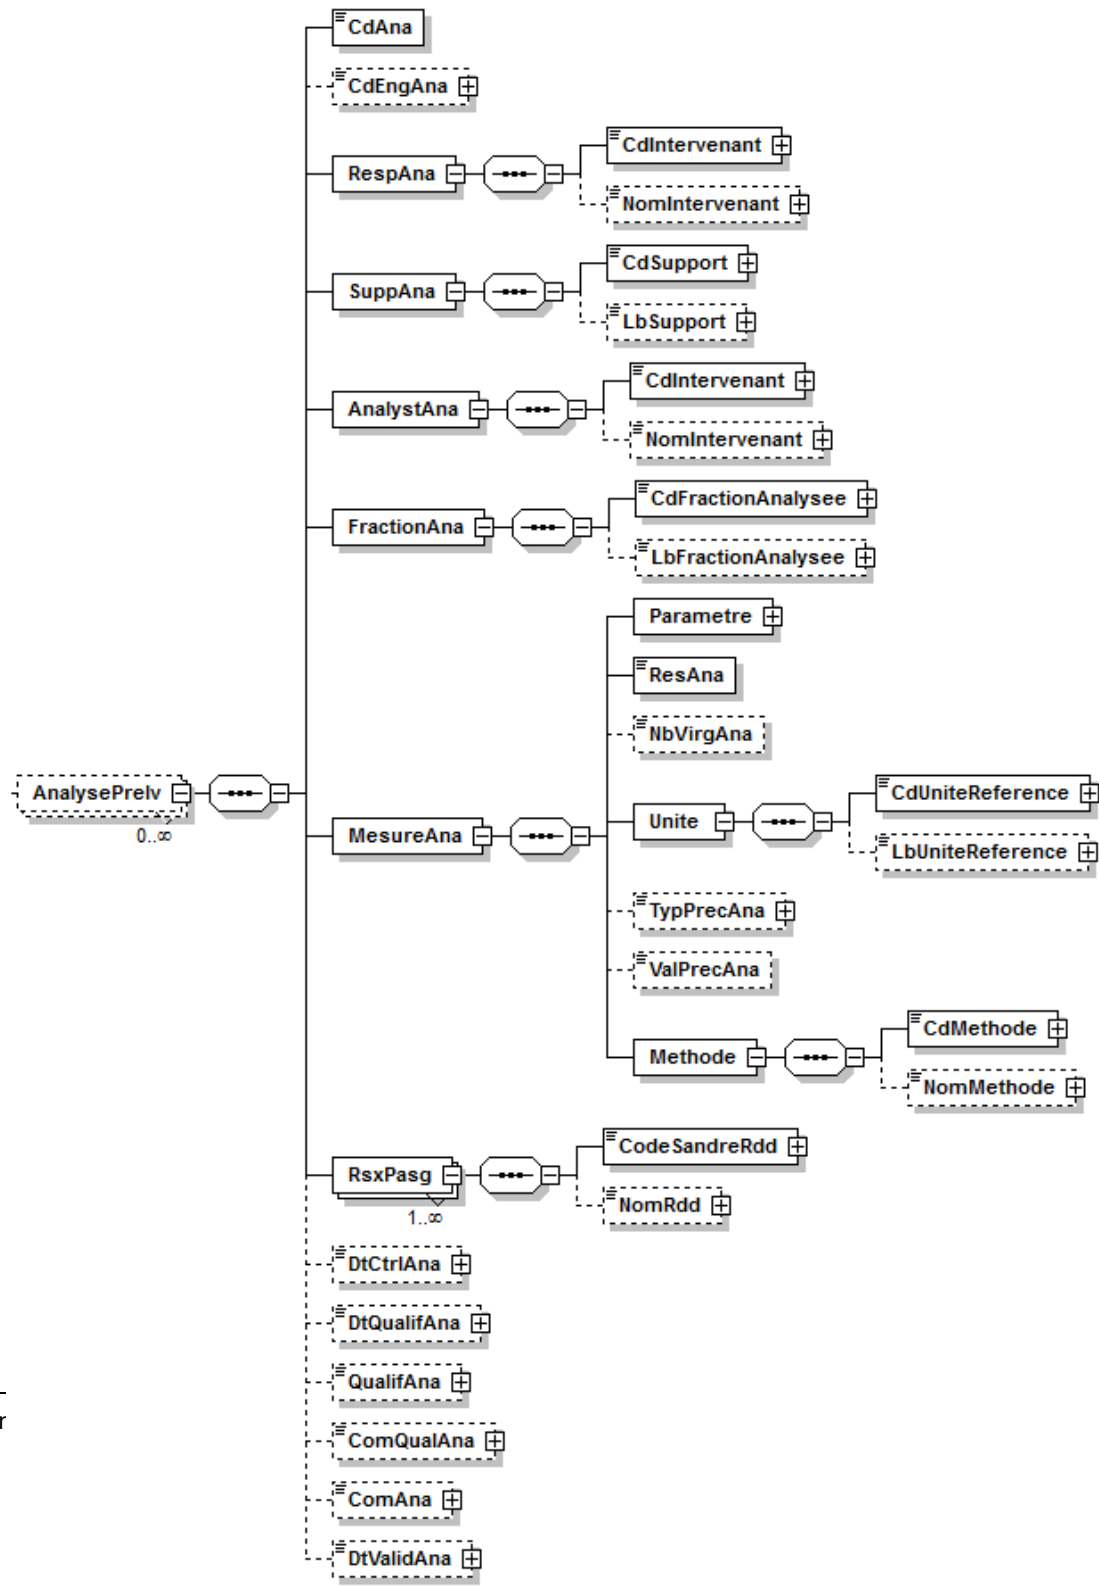 CdAna
CdEngAna
RespAna
CdIntervenant
NomIntervenant
SuppAna
CdSupport
LbSupport
AnalystAna
CdIntervenant
NomIntervenant
FractionAna
CdFractionAnalysee
LbFractionAnalysee
AnalysePrelv
0..∞
MesureAna
Parametre
ResAna
NbVirgAna
Unite
CdUniteReference
LbUniteReference
TypPrecAna
ValPrecAna
Methode
CdMethode
NomMethode
RsxPasg
1..∞
CodeSandreRdd
NomRdd
DtCtrlAna
DtQualifAna
QualifAna
r
ComQualAna
ComAna
DtValidAna